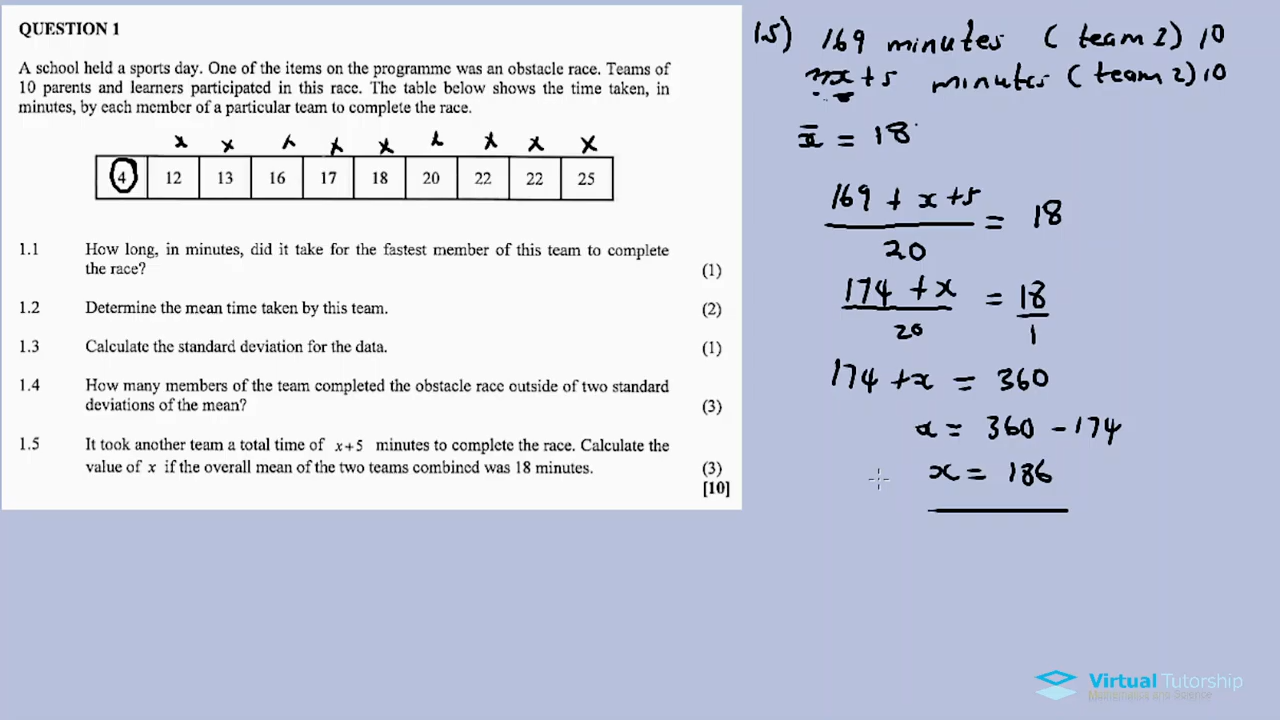 QUESTION 1
A school held a sports day. One of the items on the programme was an obstacle race. Teams of
10 parents and learners participated in this race. The table below shows the time taken, in
minutes, by each member of a particular team to complete the race.
x x x x x x x x x
4 12 13 16 17 18 20 22 22 25
1.1 How long, in minutes, did it take for the fastest member of this team to complete
the race? (1)
1.2 Determine the mean time taken by this team. (2)
1.3 Calculate the standard deviation for the data. (1)
1.4 How many members of the team completed the obstacle race outside of two standard
deviations of the mean? (3)
1.5 It took another team a total time of x+5 minutes to complete the race. Calculate the
value of x if the overall mean of the two teams combined was 18 minutes. (3)
[10]
1.5) 169 minutes (team 1) 10
x+5 minutes (team 2) 10
x̄ = 18
169 + x+5 = 18
20
174 + x = 18
20 1
174 + x = 360
x = 360 - 174
x = 186
Virtual Tutorship
Mathematics and Science